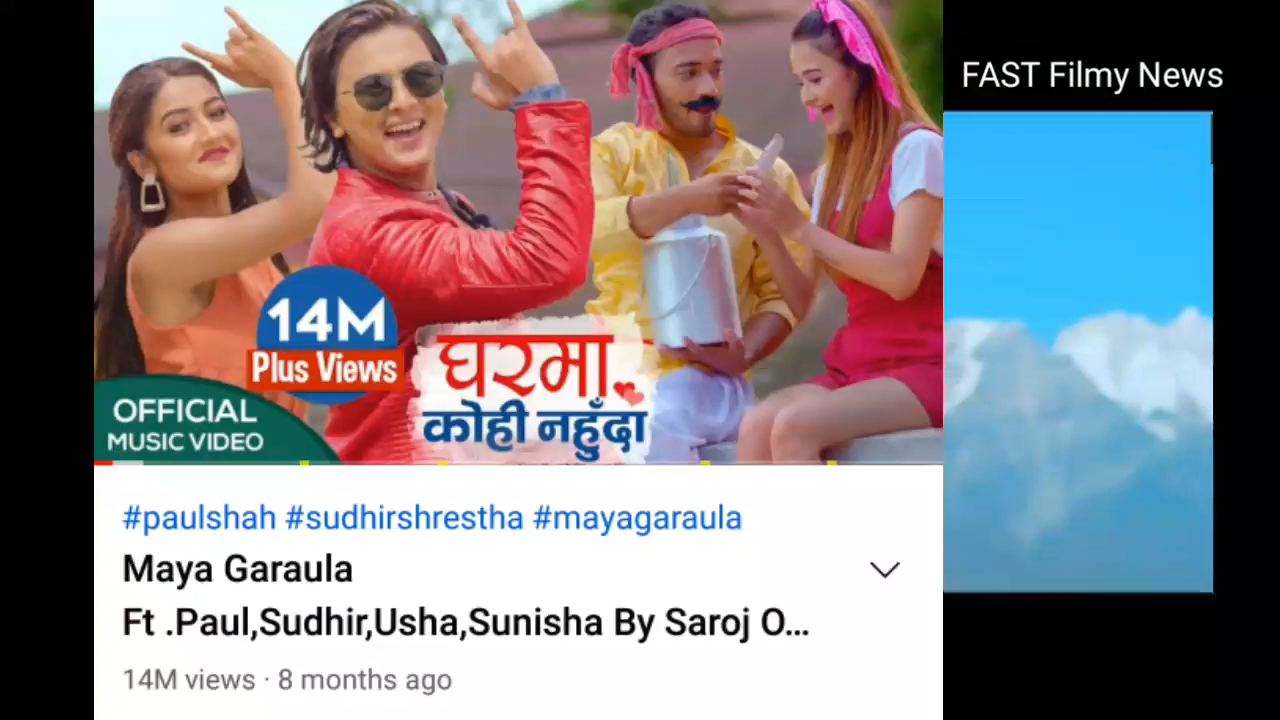 FAST Filmy News
14M
Plus Views
घरमा
कोही नहुँदा
OFFICIAL
MUSIC VIDEO
#paulshah #sudhirshrestha #mayagaraula
Maya Garaula
Ft .Paul,Sudhir,Usha,Sunisha By Saroj O...
14M views · 8 months ago